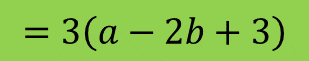 = 3(a − 2b + 3)